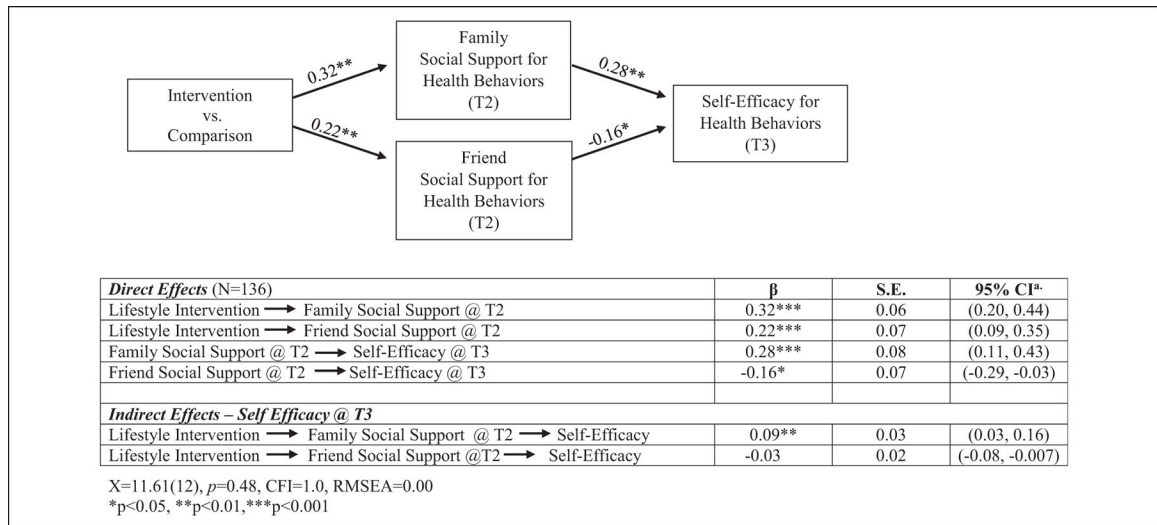 Family
Social Support for
Health Behaviors
(T2)
0.32**
0.28**
Intervention
vs.
Comparison
Self-Efficacy for
Health Behaviors
(T3)
0.22**
-0.16*
Friend
Social Support for
Health Behaviors
(T2)
Direct Effects (N=136) β S.E. 95% CIᵃ·
Lifestyle Intervention ⟶ Family Social Support @ T2 0.32*** 0.06 (0.20, 0.44)
Lifestyle Intervention ⟶ Friend Social Support @ T2 0.22*** 0.07 (0.09, 0.35)
Family Social Support @ T2 ⟶ Self-Efficacy @ T3 0.28*** 0.08 (0.11, 0.43)
Friend Social Support @ T2 ⟶ Self-Efficacy @ T3 -0.16* 0.07 (-0.29, -0.03)
Indirect Effects – Self Efficacy @ T3
Lifestyle Intervention ⟶ Family Social Support @ T2 ⟶ Self-Efficacy 0.09** 0.03 (0.03, 0.16)
Lifestyle Intervention ⟶ Friend Social Support @T2 ⟶ Self-Efficacy -0.03 0.02 (-0.08, -0.007)
X=11.61(12), p=0.48, CFI=1.0, RMSEA=0.00
*p<0.05, **p<0.01,***p<0.001